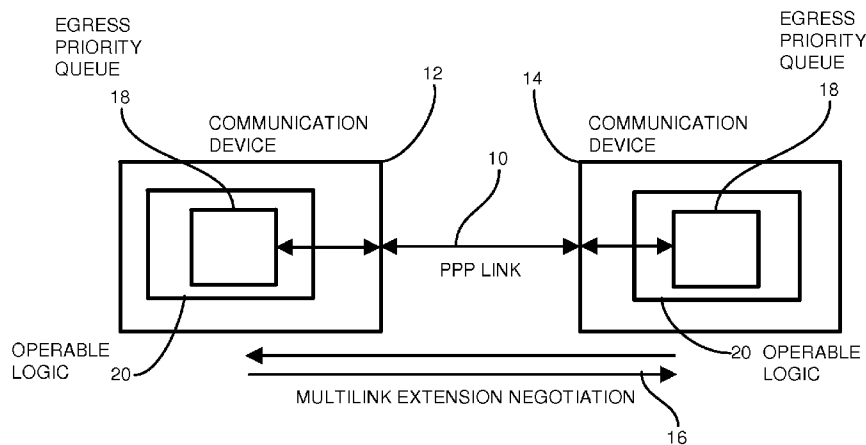 EGRESS
PRIORITY
QUEUE
18
12
COMMUNICATION
DEVICE
10
PPP LINK
EGRESS
PRIORITY
QUEUE
18
14
COMMUNICATION
DEVICE
OPERABLE
LOGIC
20
20
OPERABLE
LOGIC
MULTILINK EXTENSION NEGOTIATION
16